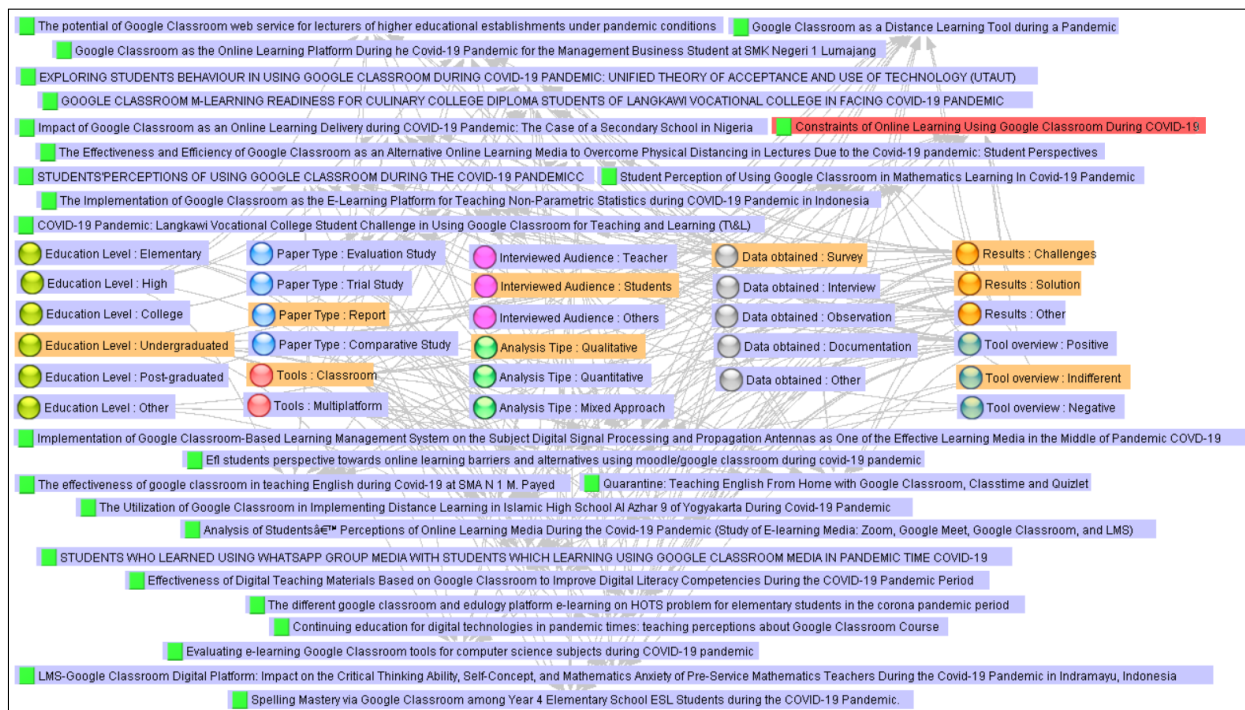 The potential of Google Classroom web service for lecturers of higher educational establishments under pandemic conditions
Google Classroom as a Distance Learning Tool during a Pandemic
Google Classroom as the Online Learning Platform During he Covid-19 Pandemic for the Management Business Student at SMK Negeri 1 Lumajang
EXPLORING STUDENTS BEHAVIOUR IN USING GOOGLE CLASSROOM DURING COVID-19 PANDEMIC: UNIFIED THEORY OF ACCEPTANCE AND USE OF TECHNOLOGY (UTAUT)
GOOGLE CLASSROOM M-LEARNING READINESS FOR CULINARY COLLEGE DIPLOMA STUDENTS OF LANGKAWI VOCATIONAL COLLEGE IN FACING COVID-19 PANDEMIC
Impact of Google Classroom as an Online Learning Delivery during COVID-19 Pandemic: The Case of a Secondary School in Nigeria
Constraints of Online Learning Using Google Classroom During COVID-19
The Effectiveness and Efficiency of Google Classroom as an Alternative Online Learning Media to Overcome Physical Distancing in Lectures Due to the Covid-19 pandemic: Student Perspectives
STUDENTS'PERCEPTIONS OF USING GOOGLE CLASSROOM DURING THE COVID-19 PANDEMICC
Student Perception of Using Google Classroom in Mathematics Learning In Covid-19 Pandemic
The Implementation of Google Classroom as the E-Learning Platform for Teaching Non-Parametric Statistics during COVID-19 Pandemic in Indonesia
COVID-19 Pandemic: Langkawi Vocational College Student Challenge in Using Google Classroom for Teaching and Learning (T\&L)
Education Level : Elementary
Paper Type : Evaluation Study
Interviewed Audience : Teacher
Data obtained : Survey
Results : Challenges
Education Level : High
Paper Type : Trial Study
Interviewed Audience : Students
Data obtained : Interview
Results : Solution
Education Level : College
Paper Type : Report
Interviewed Audience : Others
Data obtained : Observation
Results : Other
Education Level : Undergraduated
Paper Type : Comparative Study
Analysis Tipe : Qualitative
Data obtained : Documentation
Tool overview : Positive
Education Level : Post-graduated
Tools : Classroom
Analysis Tipe : Quantitative
Data obtained : Other
Tool overview : Indifferent
Education Level : Other
Tools : Multiplatform
Analysis Tipe : Mixed Approach
Tool overview : Negative
Implementation of Google Classroom-Based Learning Management System on the Subject Digital Signal Processing and Propagation Antennas as One of the Effective Learning Media in the Middle of Pandemic COVD-19
Efl students perspective towards online learning barriers and alternatives using moodle/google classroom during covid-19 pandemic
The effectiveness of google classroom in teaching English during Covid-19 at SMA N 1 M. Payed
Quarantine: Teaching English From Home with Google Classroom, Classtime and Quizlet
The Utilization of Google Classroom in Implementing Distance Learning in Islamic High School Al Azhar 9 of Yogyakarta During Covid-19 Pandemic
Analysis of Studentsâ€™ Perceptions of Online Learning Media During the Covid-19 Pandemic (Study of E-learning Media: Zoom, Google Meet, Google Classroom, and LMS)
STUDENTS WHO LEARNED USING WHATSAPP GROUP MEDIA WITH STUDENTS WHICH LEARNING USING GOOGLE CLASSROOM MEDIA IN PANDEMIC TIME COVID-19
Effectiveness of Digital Teaching Materials Based on Google Classroom to Improve Digital Literacy Competencies During the COVID-19 Pandemic Period
The different google classroom and edulogy platform e-learning on HOTS problem for elementary students in the corona pandemic period
Continuing education for digital technologies in pandemic times: teaching perceptions about Google Classroom Course
Evaluating e-learning Google Classroom tools for computer science subjects during COVID-19 pandemic
LMS-Google Classroom Digital Platform: Impact on the Critical Thinking Ability, Self-Concept, and Mathematics Anxiety of Pre-Service Mathematics Teachers During the Covid-19 Pandemic in Indramayu, Indonesia
Spelling Mastery via Google Classroom among Year 4 Elementary School ESL Students during the COVID-19 Pandemic.